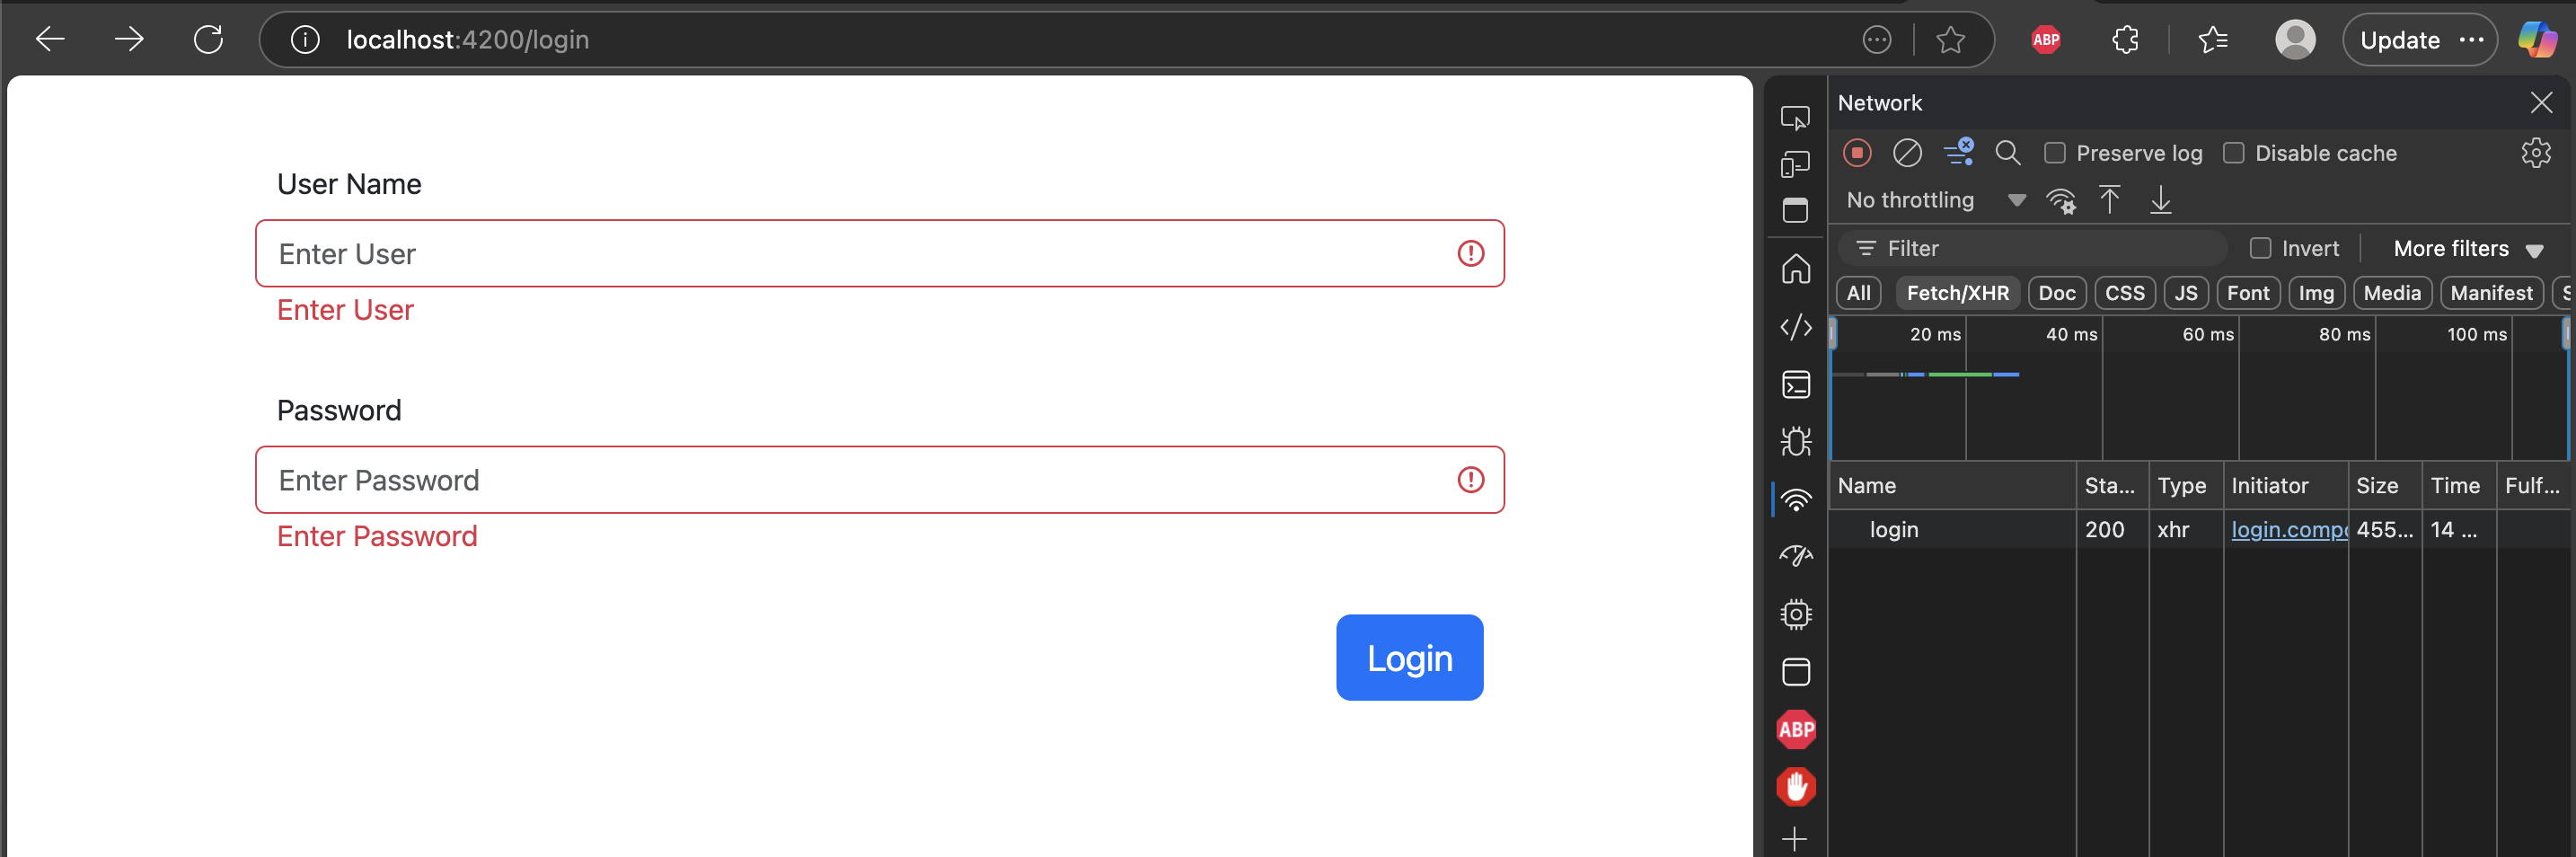 localhost:4200/login
ABP
Update
User Name
Enter User
Enter User
Password
Enter Password
Enter Password
Login
ABP
Network
Preserve log
Disable cache
No throttling
Filter
Invert
More filters
All Fetch/XHR Doc CSS JS Font Img Media Manifest
20 ms 40 ms 60 ms 80 ms 100 ms
Name Sta... Type Initiator Size Time Fulf...
login 200 xhr login.compo 455... 14 ...